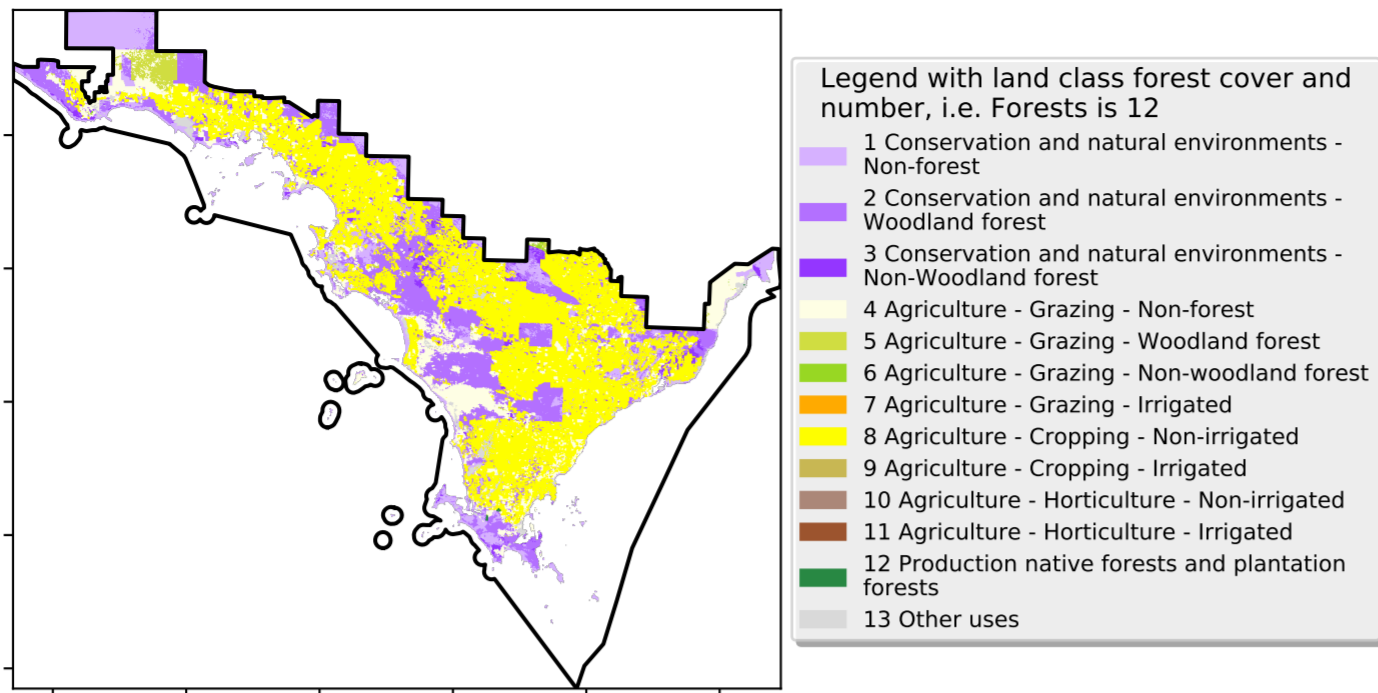 Legend with land class forest cover and
number, i.e. Forests is 12
1 Conservation and natural environments -
Non-forest
2 Conservation and natural environments -
Woodland forest
3 Conservation and natural environments -
Non-Woodland forest
4 Agriculture - Grazing - Non-forest
5 Agriculture - Grazing - Woodland forest
6 Agriculture - Grazing - Non-woodland forest
7 Agriculture - Grazing - Irrigated
8 Agriculture - Cropping - Non-irrigated
9 Agriculture - Cropping - Irrigated
10 Agriculture - Horticulture - Non-irrigated
11 Agriculture - Horticulture - Irrigated
12 Production native forests and plantation
forests
13 Other uses